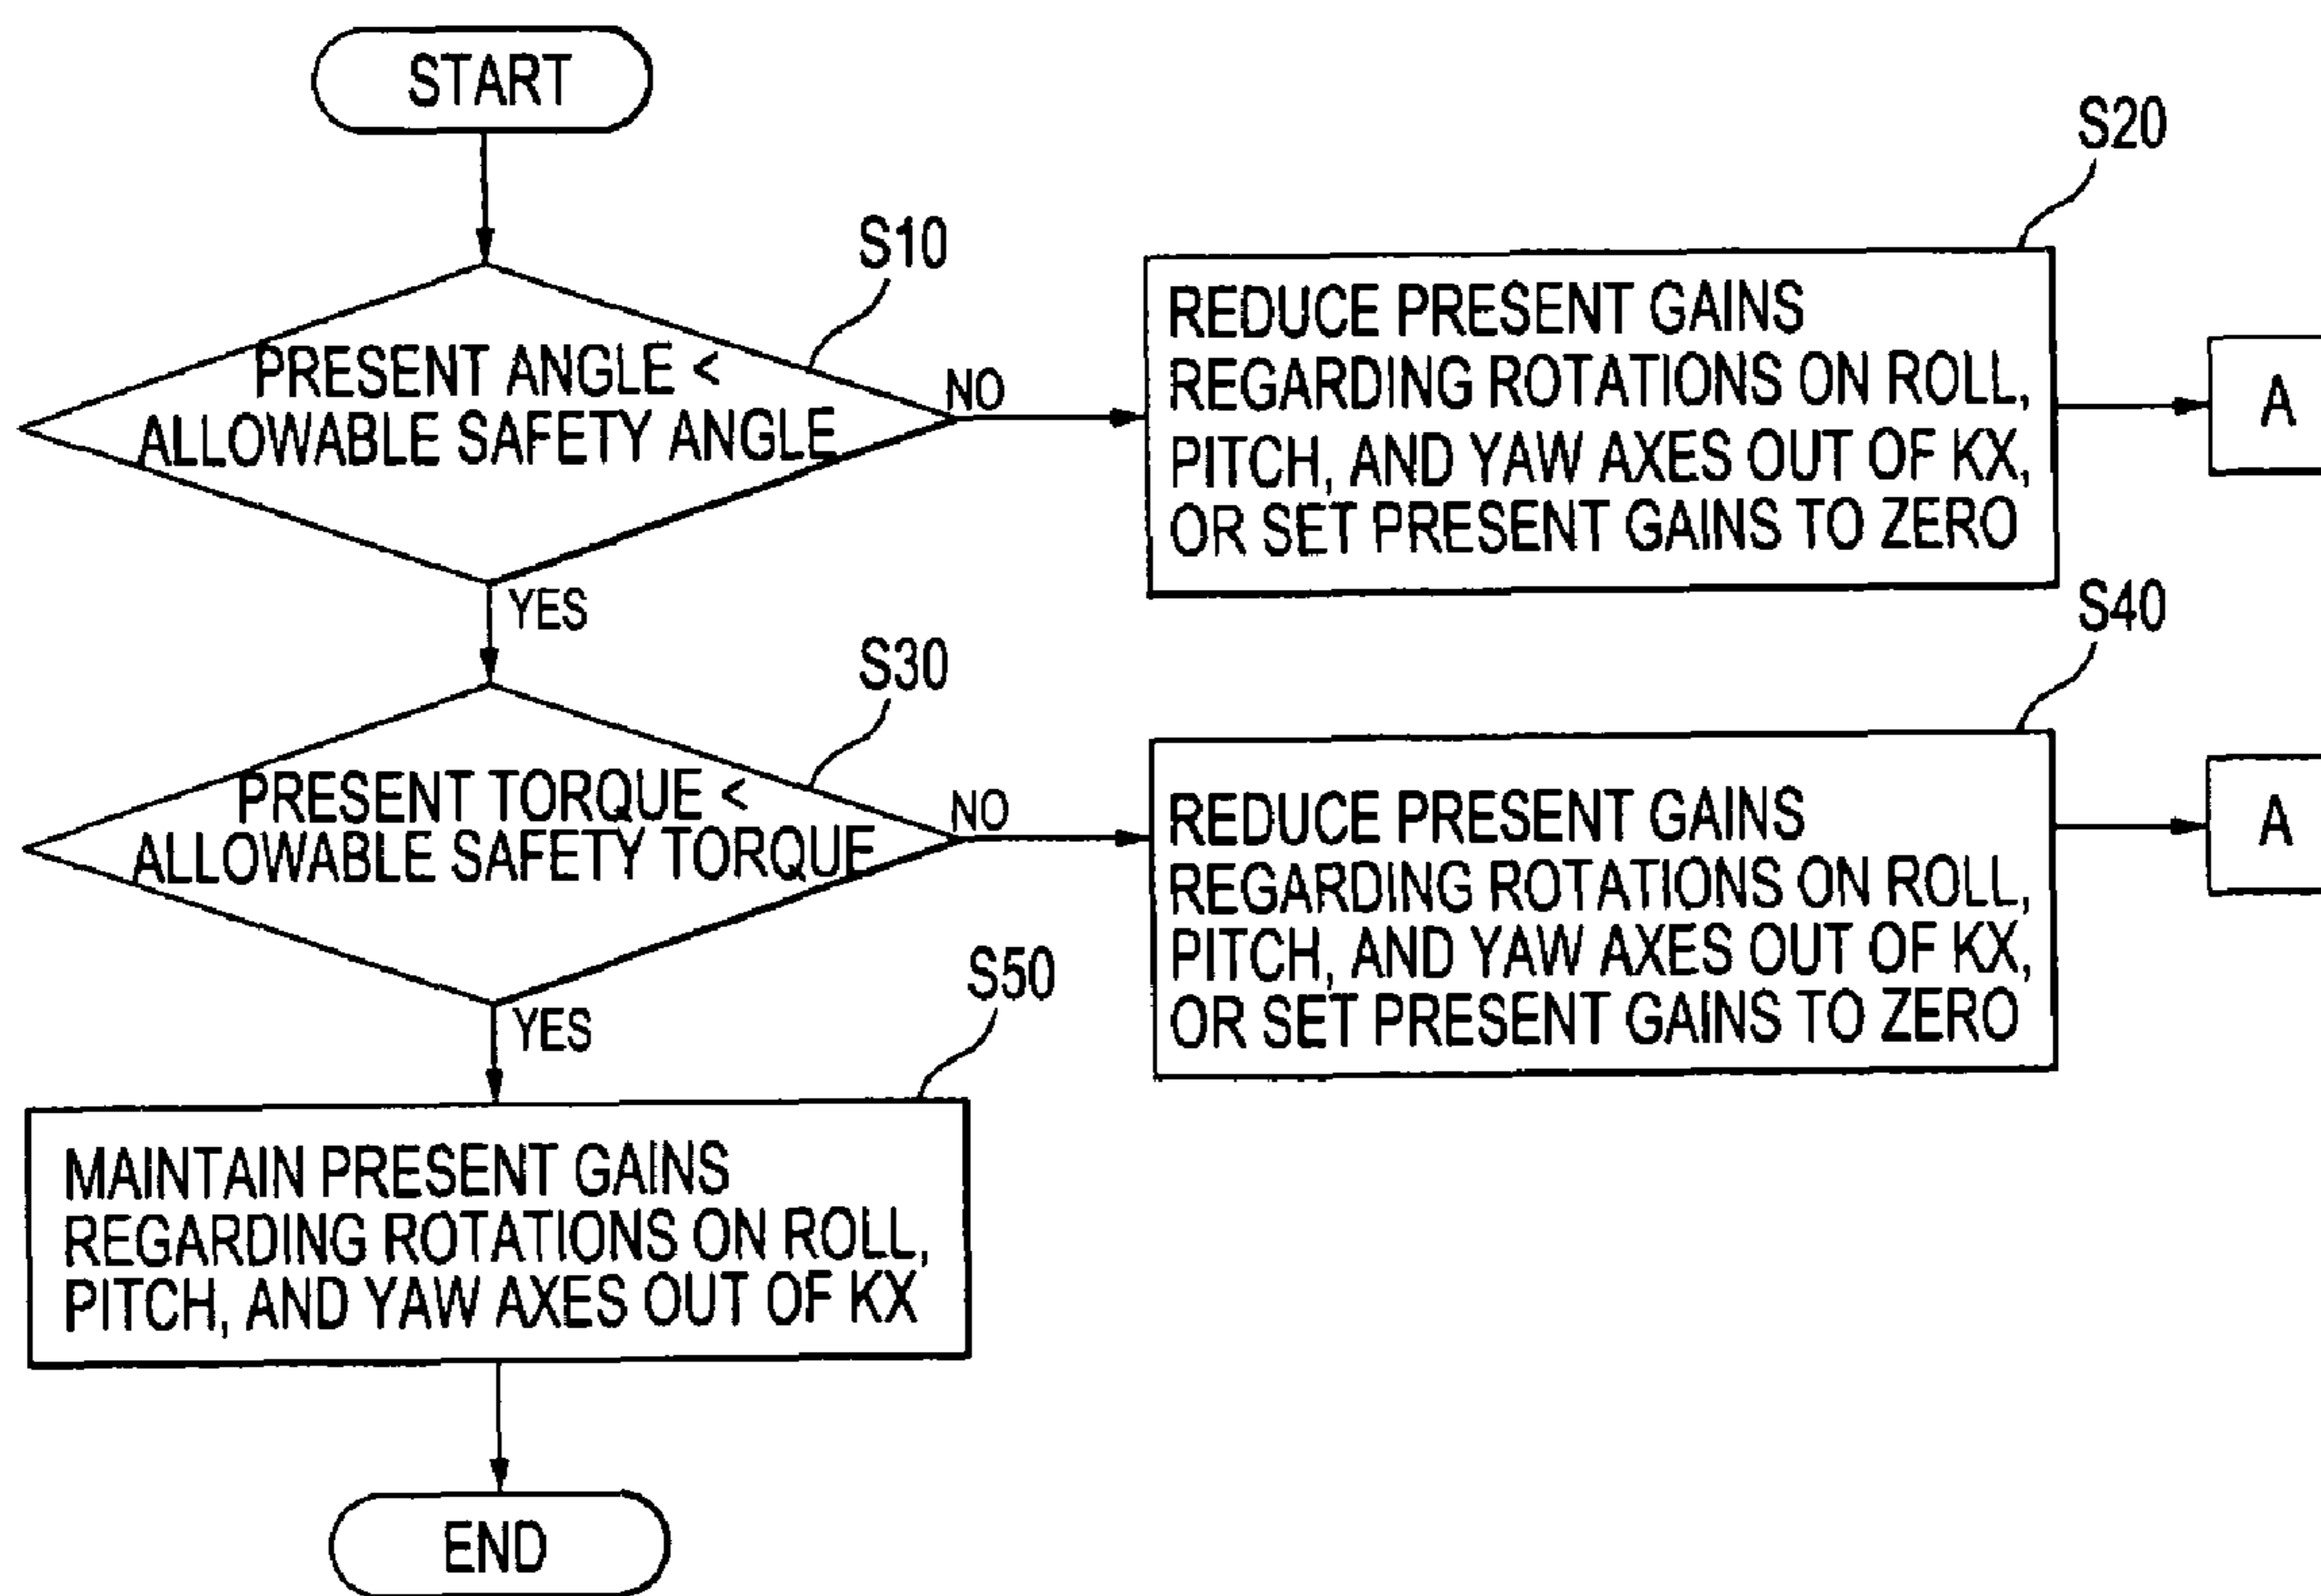 START
S10
PRESENT ANGLE <
ALLOWABLE SAFETY ANGLE
NO
S20
REDUCE PRESENT GAINS
REGARDING ROTATIONS ON ROLL,
PITCH, AND YAW AXES OUT OF KX,
OR SET PRESENT GAINS TO ZERO
A
YES
S30
PRESENT TORQUE <
ALLOWABLE SAFETY TORQUE
NO
S40
REDUCE PRESENT GAINS
REGARDING ROTATIONS ON ROLL,
PITCH, AND YAW AXES OUT OF KX,
OR SET PRESENT GAINS TO ZERO
A
YES
S50
MAINTAIN PRESENT GAINS
REGARDING ROTATIONS ON ROLL,
PITCH, AND YAW AXES OUT OF KX
END